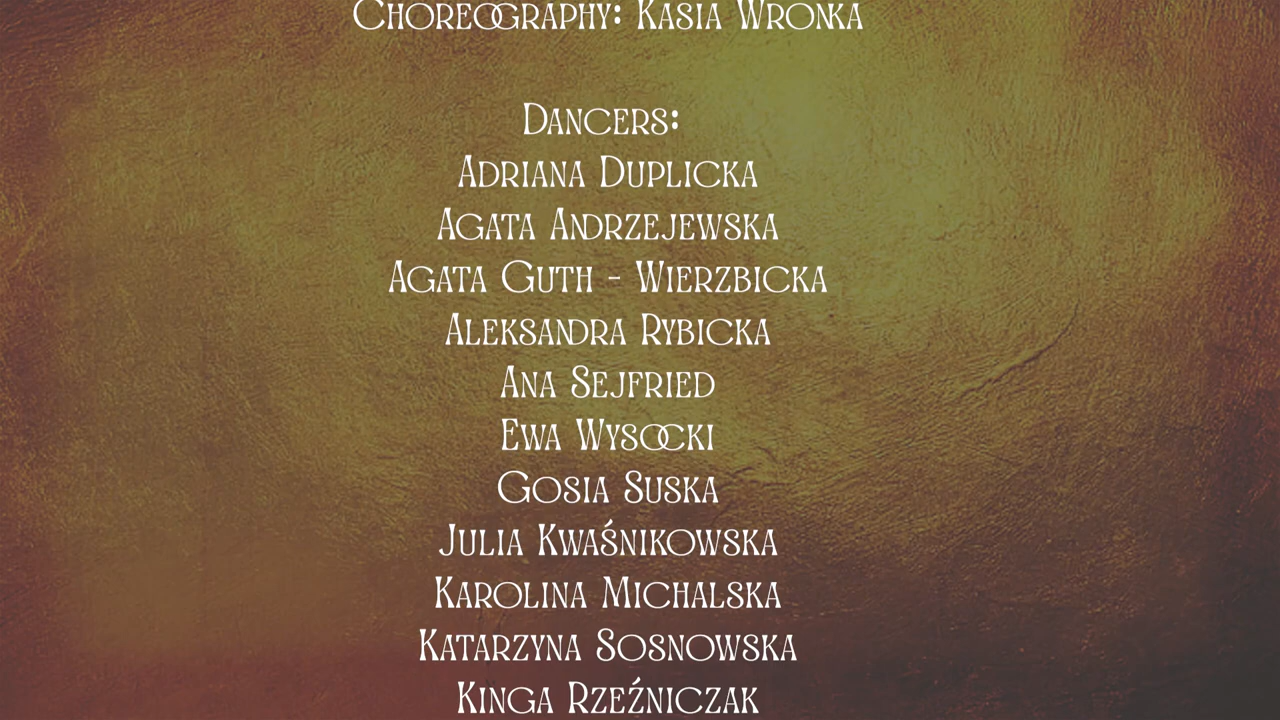 Choreography: Kasia Wronka
Dancers:
Adriana Duplicka
Agata Andrzejewska
Agata Guth - Wierzbicka
Aleksandra Rybicka
Ana Sejfried
Ewa Wysocki
Gosia Suska
Julia Kwaśnikowska
Karolina Michalska
Katarzyna Sosnowska
Kinga Rzeźniczak